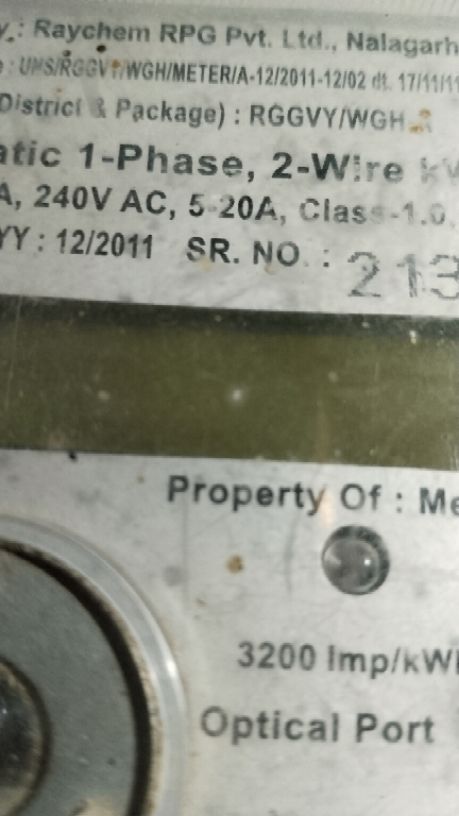 y.: Raychem RPG Pvt. Ltd., Nalagarh
: UHS/RGGVY/WGH/METER/A-12/2011-12/02 dt. 17/11/11
District & Package) : RGGVY/WGH
atic 1-Phase, 2-Wire
A, 240V AC, 5-20A, Class-1.0,
YY : 12/2011 SR. NO. : 213
Property Of : Me
3200 Imp/kWh
Optical Port